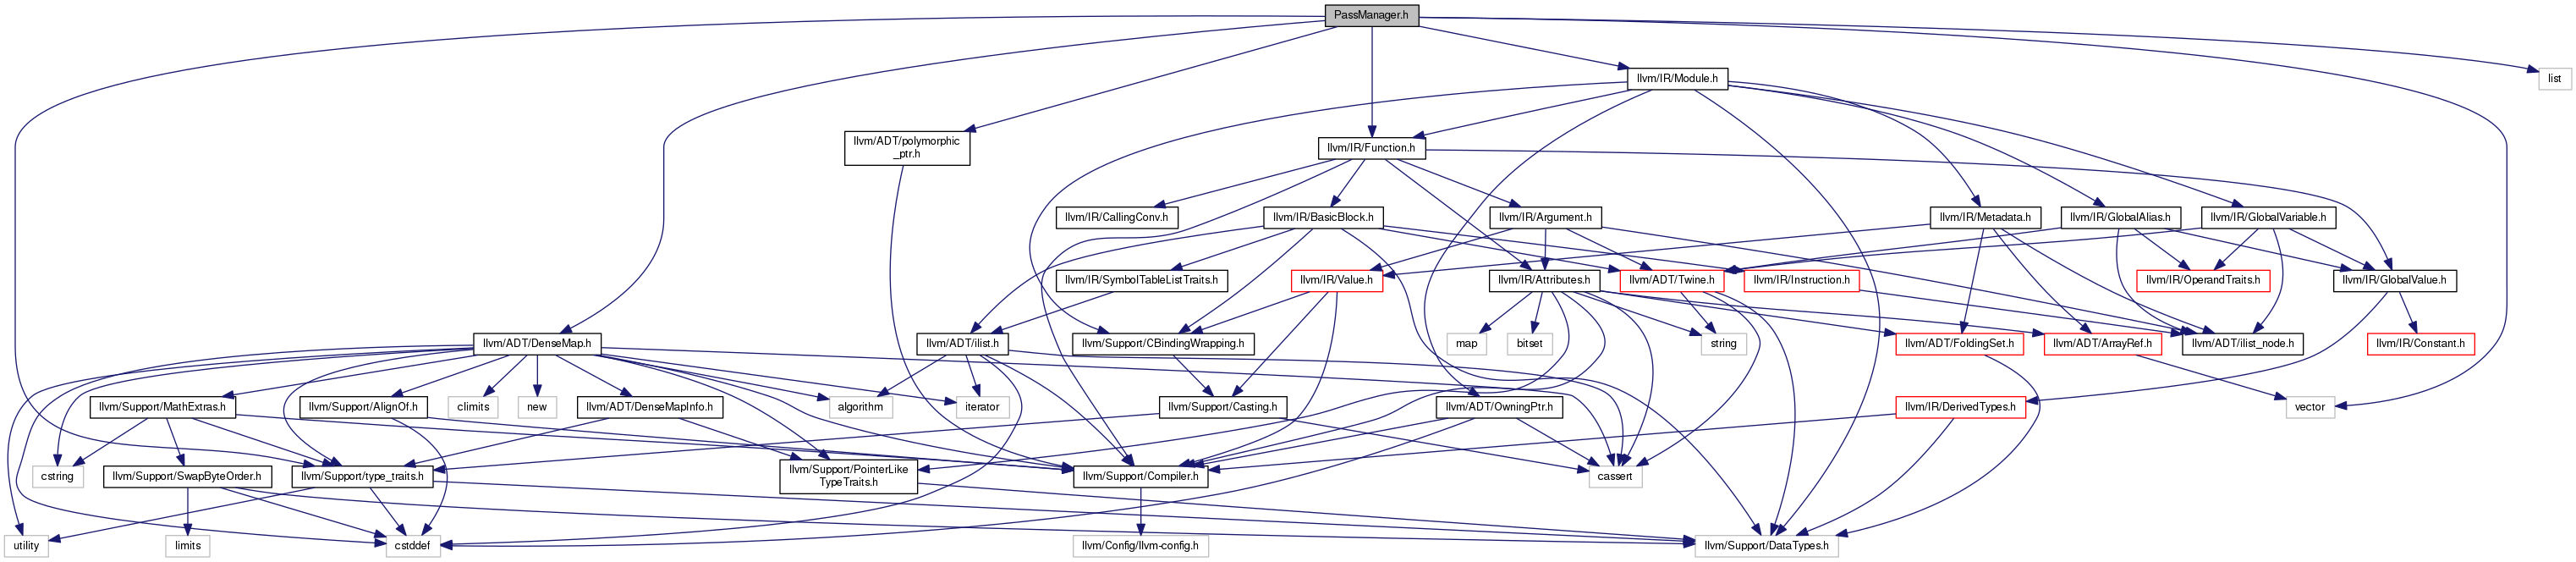 PassManager.h
llvm/IR/Module.h
list
llvm/ADT/polymorphic
_ptr.h
llvm/IR/Function.h
llvm/IR/CallingConv.h
llvm/IR/BasicBlock.h
llvm/IR/Argument.h
llvm/IR/Metadata.h
llvm/IR/GlobalAlias.h
llvm/IR/GlobalVariable.h
llvm/IR/SymbolTableListTraits.h
llvm/IR/Value.h
llvm/IR/Attributes.h
llvm/ADT/Twine.h
llvm/IR/Instruction.h
llvm/IR/OperandTraits.h
llvm/IR/GlobalValue.h
llvm/ADT/DenseMap.h
llvm/ADT/ilist.h
llvm/Support/CBindingWrapping.h
map
bitset
string
llvm/ADT/FoldingSet.h
llvm/ADT/ArrayRef.h
llvm/ADT/ilist_node.h
llvm/IR/Constant.h
llvm/Support/MathExtras.h
llvm/Support/AlignOf.h
climits
new
llvm/ADT/DenseMapInfo.h
algorithm
iterator
llvm/Support/Casting.h
llvm/ADT/OwningPtr.h
llvm/IR/DerivedTypes.h
vector
cstring
llvm/Support/SwapByteOrder.h
llvm/Support/type_traits.h
llvm/Support/PointerLike
TypeTraits.h
llvm/Support/Compiler.h
cassert
utility
limits
cstddef
llvm/Config/llvm-config.h
llvm/Support/DataTypes.h